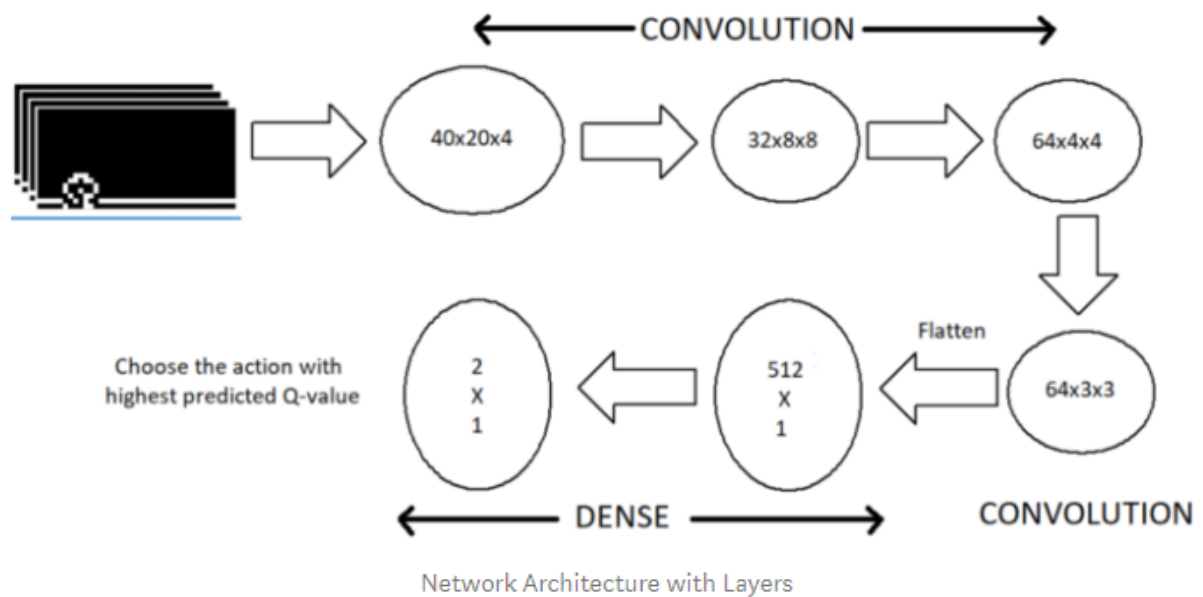 CONVOLUTION
40x20x4
32x8x8
64x4x4
Flatten
64x3x3
512
X
1
2
X
1
Choose the action with
highest predicted Q-value
DENSE
CONVOLUTION
Network Architecture with Layers